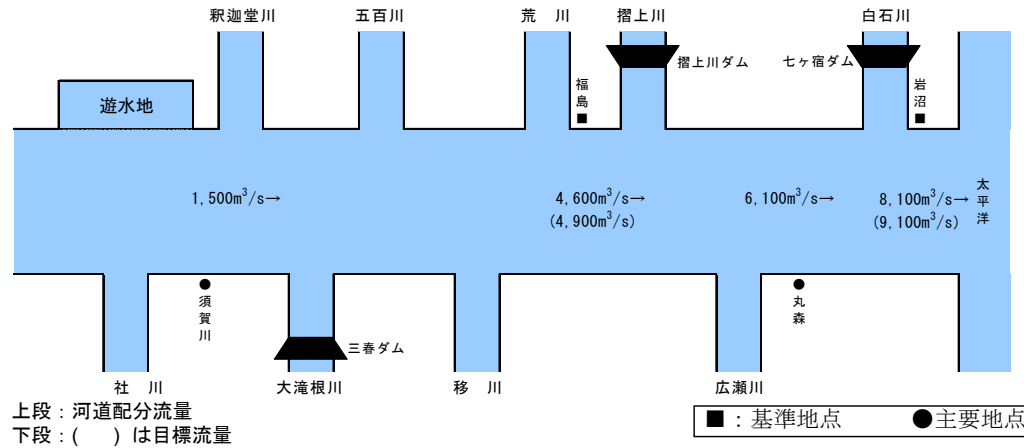 釈迦堂川
五百川
荒 川
摺上川
白石川
摺上川ダム
七ヶ宿ダム
福島
岩沼
遊水地
1,500m³/s→
4,600m³/s→
(4,900m³/s)
6,100m³/s→
8,100m³/s→
(9,100m³/s)
太平洋
須賀川
丸森
三春ダム
社 川
大滝根川
移 川
広瀬川
上段：河道配分流量
下段：( ) は目標流量
■：基準地点 ●主要地点